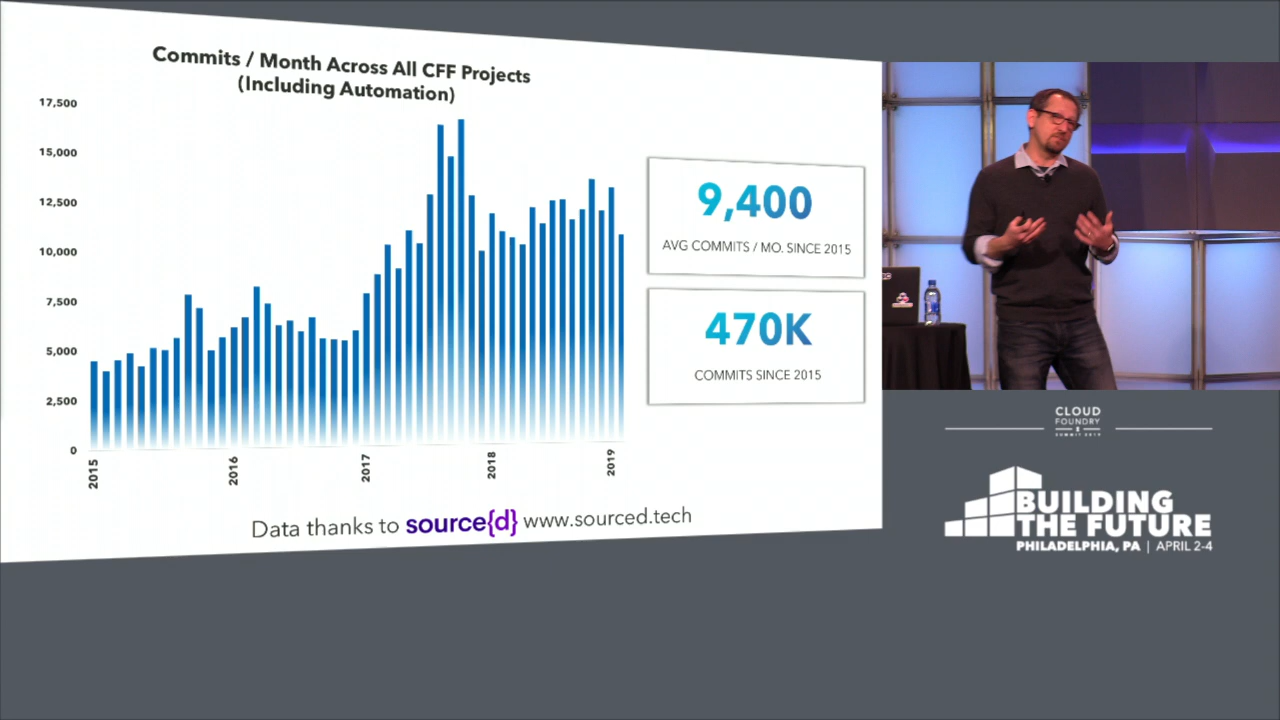 Commits / Month Across All CFF Projects
(Including Automation)
17,500
15,000
12,500
10,000
7,500
5,000
2,500
0
2015
2016
2017
2018
2019
9,400
AVG COMMITS / MO. SINCE 2015
470K
COMMITS SINCE 2015
Data thanks to source{d} www.sourced.tech
CLOUD
FOUNDRY
SUMMIT 2019
BUILDING
THE FUTURE
PHILADELPHIA, PA | APRIL 2-4